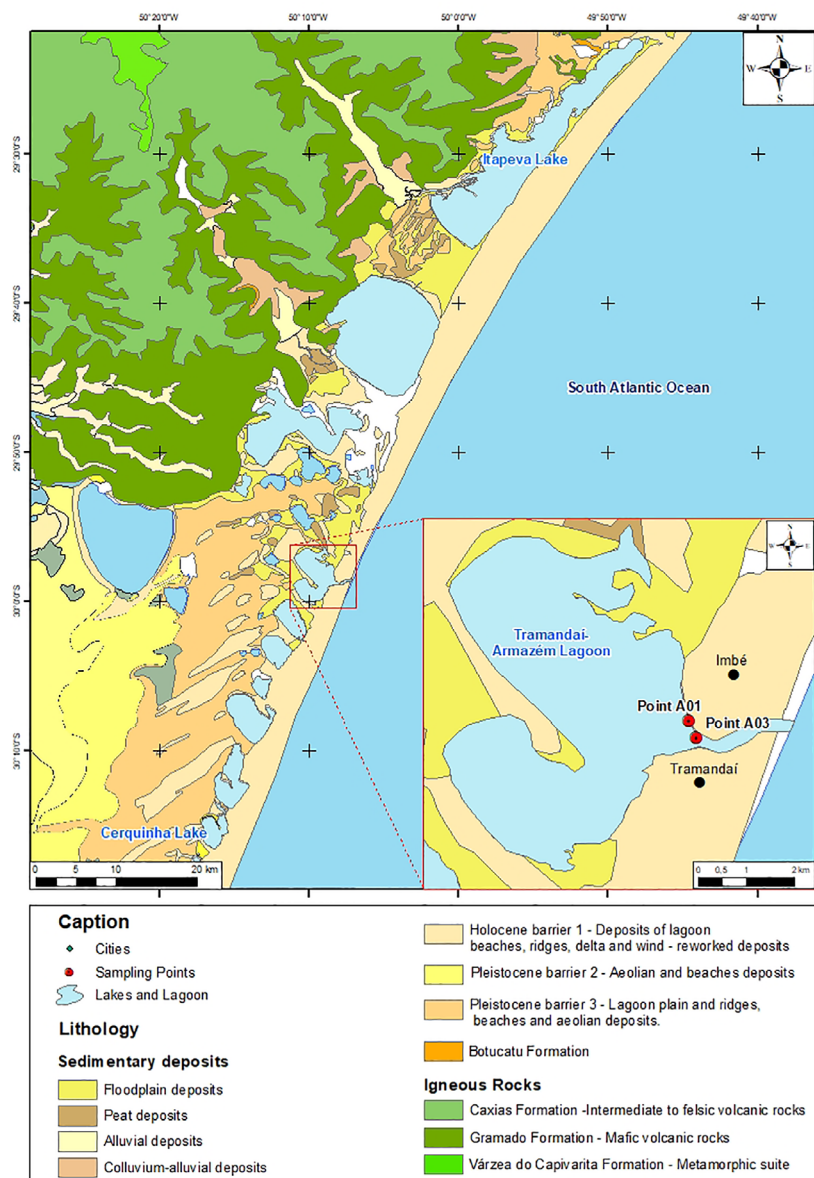 50°20'0"W
50°10'0"W
50°0'0"W
49°50'0"W
49°40'0"W
N
W E
S
29°30'0"S
29°40'0"S
29°50'0"S
30°0'0"S
30°10'0"S
Itapeva Lake
South Atlantic Ocean
Cerquinha Lake
0 5 10 20 km
N
W E
S
Tramandai-
Armazém Lagoon
Imbé
Point A01
Point A03
Tramandaí
0 0,5 1 2 km
Caption
Cities
Sampling Points
Lakes and Lagoon
Lithology
Sedimentary deposits
Floodplain deposits
Peat deposits
Alluvial deposits
Colluvium-alluvial deposits
Holocene barrier 1 - Deposits of lagoon
beaches, ridges, delta and wind - reworked deposits
Pleistocene barrier 2 - Aeolian and beaches deposits
Pleistocene barrier 3 - Lagoon plain and ridges,
beaches and aeolian deposits.
Botucatu Formation
Igneous Rocks
Caxias Formation -Intermediate to felsic volcanic rocks
Gramado Formation - Mafic volcanic rocks
Várzea do Capivarita Formation - Metamorphic suite